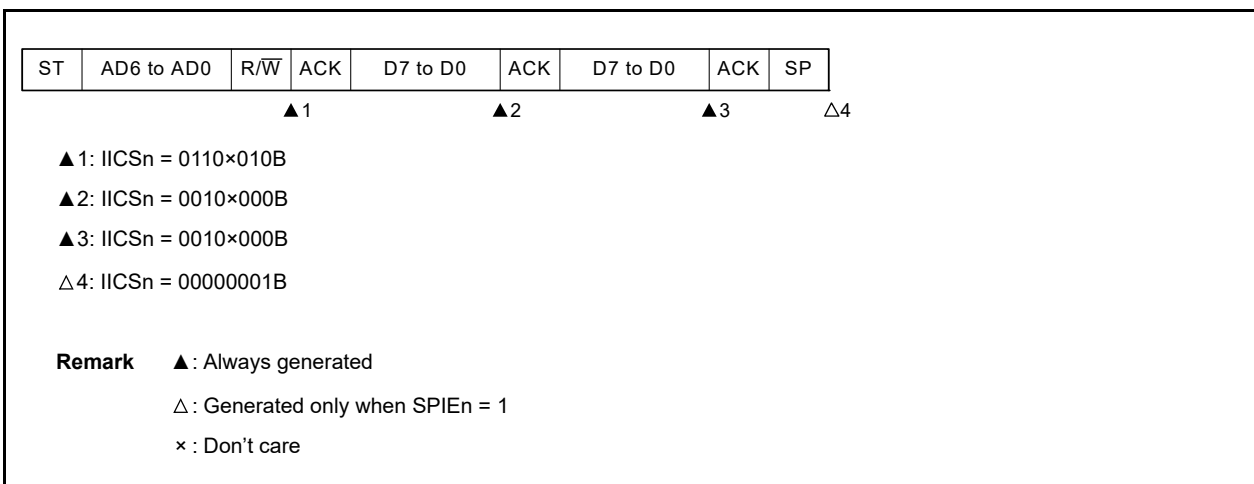 ST AD6 to AD0 R/W̅ ACK D7 to D0 ACK D7 to D0 ACK SP
▲1 ▲2 ▲3 △4
▲1: IICSn = 0110×010B
▲2: IICSn = 0010×000B
▲3: IICSn = 0010×000B
△4: IICSn = 00000001B
Remark ▲: Always generated
△: Generated only when SPIEn = 1
×: Don’t care